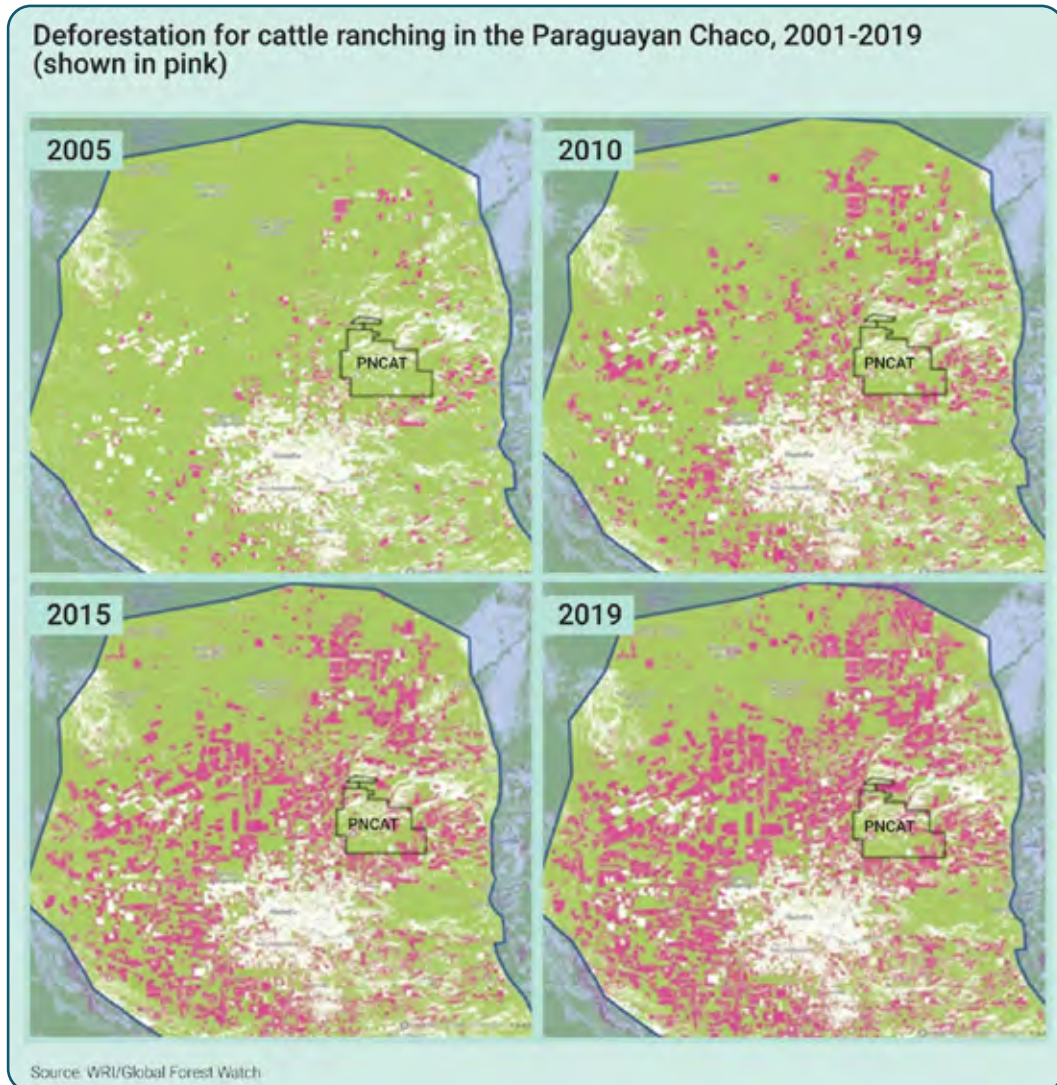 Deforestation for cattle ranching in the Paraguayan Chaco, 2001-2019
(shown in pink)
2005
2010
PNCAT
PNCAT
2015
2019
PNCAT
PNCAT
Source: WRI/Global Forest Watch